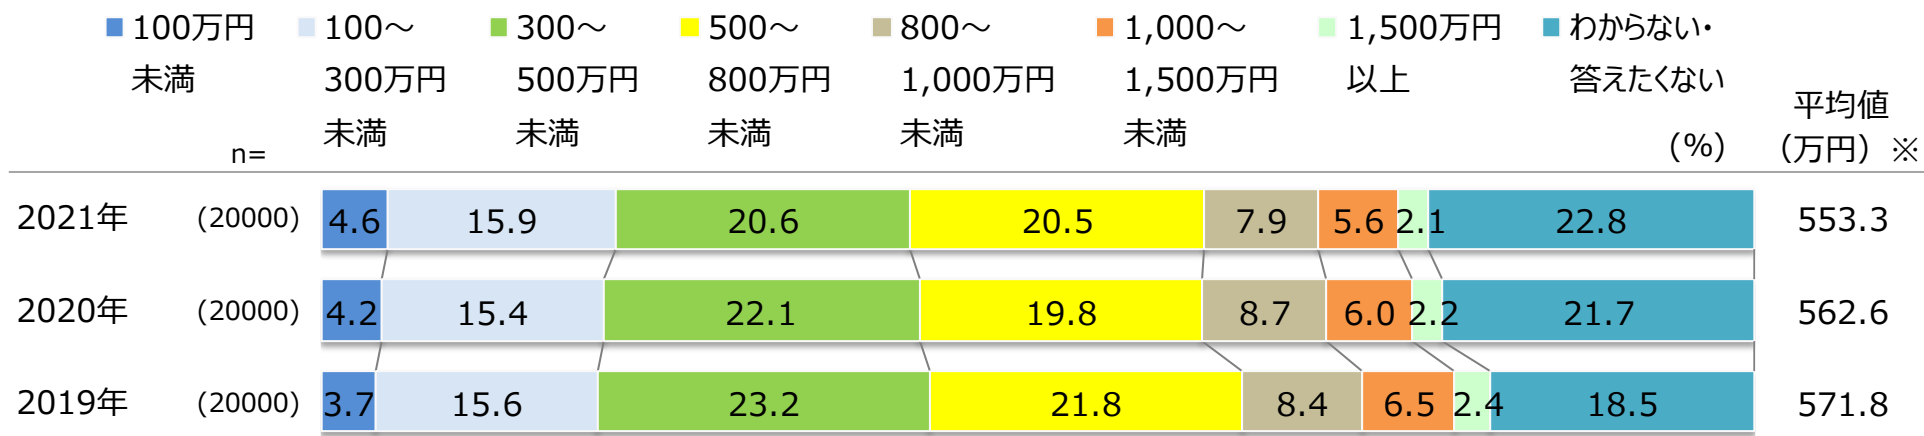 100万円 100～ 300～ 500～ 800～ 1,000～ 1,500万円 わからない・
未満 300万円 500万円 800万円 1,000万円 1,500万円 以上 答えたくない
未満 未満 未満 未満 未満
平均値
n= (%) (万円) ※
2021年 (20000) 4.6 15.9 20.6 20.5 7.9 5.6 2.1 22.8 553.3
2020年 (20000) 4.2 15.4 22.1 19.8 8.7 6.0 2.2 21.7 562.6
2019年 (20000) 3.7 15.6 23.2 21.8 8.4 6.5 2.4 18.5 571.8